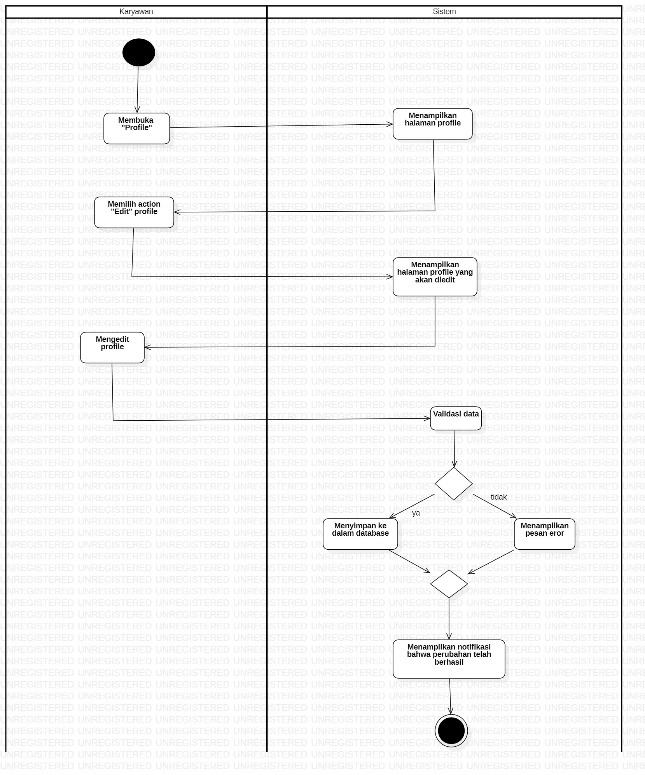 Karyawan
Sistem
Membuka
"Profile"
Menampilkan
halaman profile
Memilih action
"Edit" profile
Menampilkan
halaman profile yang
akan diedit
Mengedit
profile
Validasi data
ya
tidak
Menyimpan ke
dalam database
Menampilkan
pesan eror
Menampilkan notifikasi
bahwa perubahan telah
berhasil